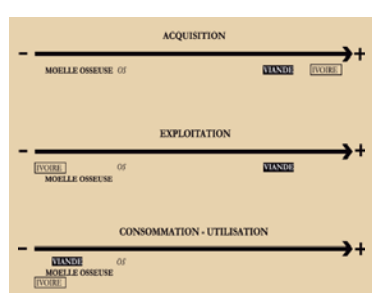 ACQUISITION
- +
MOELLE OSSEUSE OS VIANDE IVOIRE
EXPLOITATION
- +
IVOIRE OS VIANDE
MOELLE OSSEUSE
CONSOMMATION - UTILISATION
- +
VIANDE OS
MOELLE OSSEUSE
IVOIRE